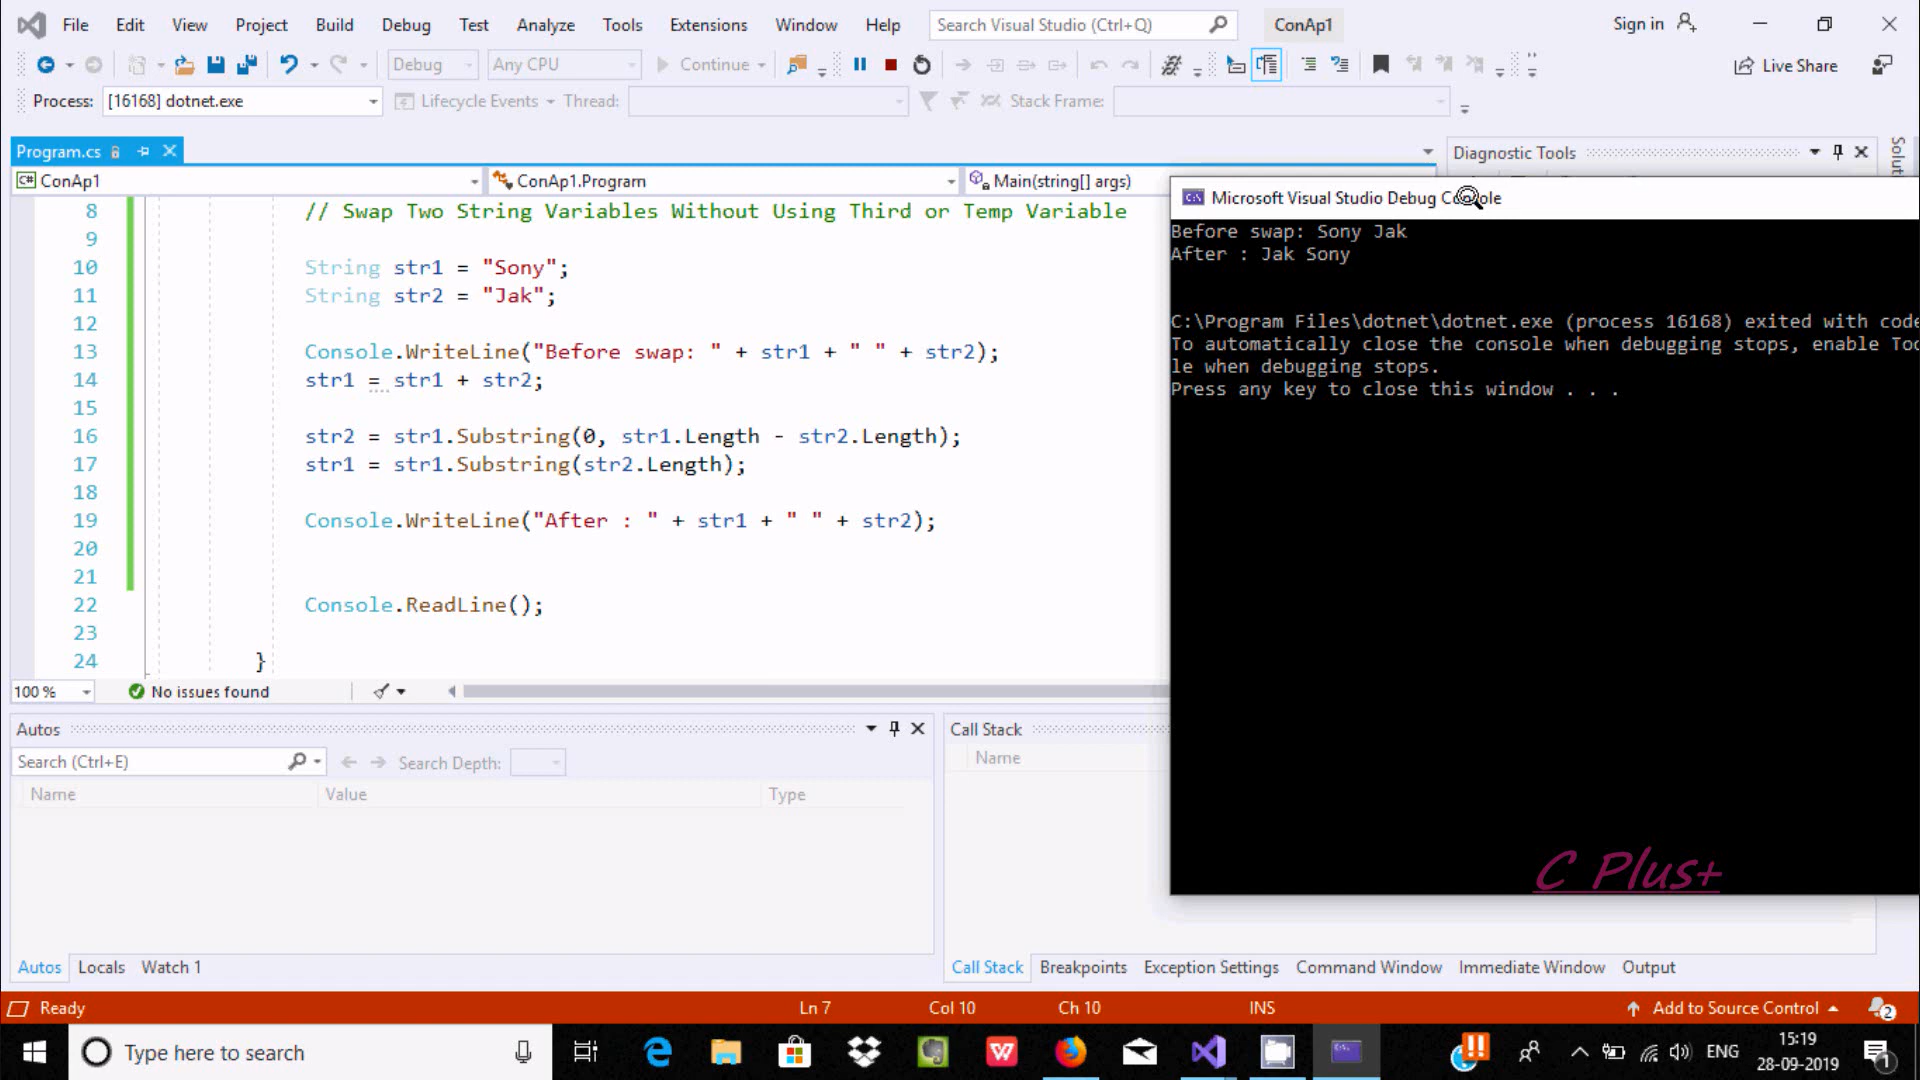 File Edit View Project Build Debug Test Analyze Tools Extensions Window Help Search Visual Studio (Ctrl+Q) ConAp1 Sign in
Debug Any CPU Continue Live Share
Process: [16168] dotnet.exe Lifecycle Events Thread: Stack Frame:
Program.cs Diagnostic Tools
C# ConAp1 ConAp1.Program Main(string[] args)
8 // Swap Two String Variables Without Using Third or Temp Variable
9
10 String str1 = "Sony";
11 String str2 = "Jak";
12
13 Console.WriteLine("Before swap: " + str1 + " " + str2);
14 str1 = str1 + str2;
15
16 str2 = str1.Substring(0, str1.Length - str2.Length);
17 str1 = str1.Substring(str2.Length);
18
19 Console.WriteLine("After : " + str1 + " " + str2);
20
21
22 Console.ReadLine();
23
24 }
Microsoft Visual Studio Debug Console
Before swap: Sony Jak
After : Jak Sony
C:\Program Files\dotnet\dotnet.exe (process 16168) exited with code
To automatically close the console when debugging stops, enable Too
le when debugging stops.
Press any key to close this window . . .
C Plus+
100 % No issues found
Autos
Search (Ctrl+E) Search Depth:
Name Value Type
Autos Locals Watch 1
Call Stack
Name
Call Stack Breakpoints Exception Settings Command Window Immediate Window Output
Ready Ln 7 Col 10 Ch 10 INS Add to Source Control 2
Type here to search ENG 15:19
28-09-2019 1